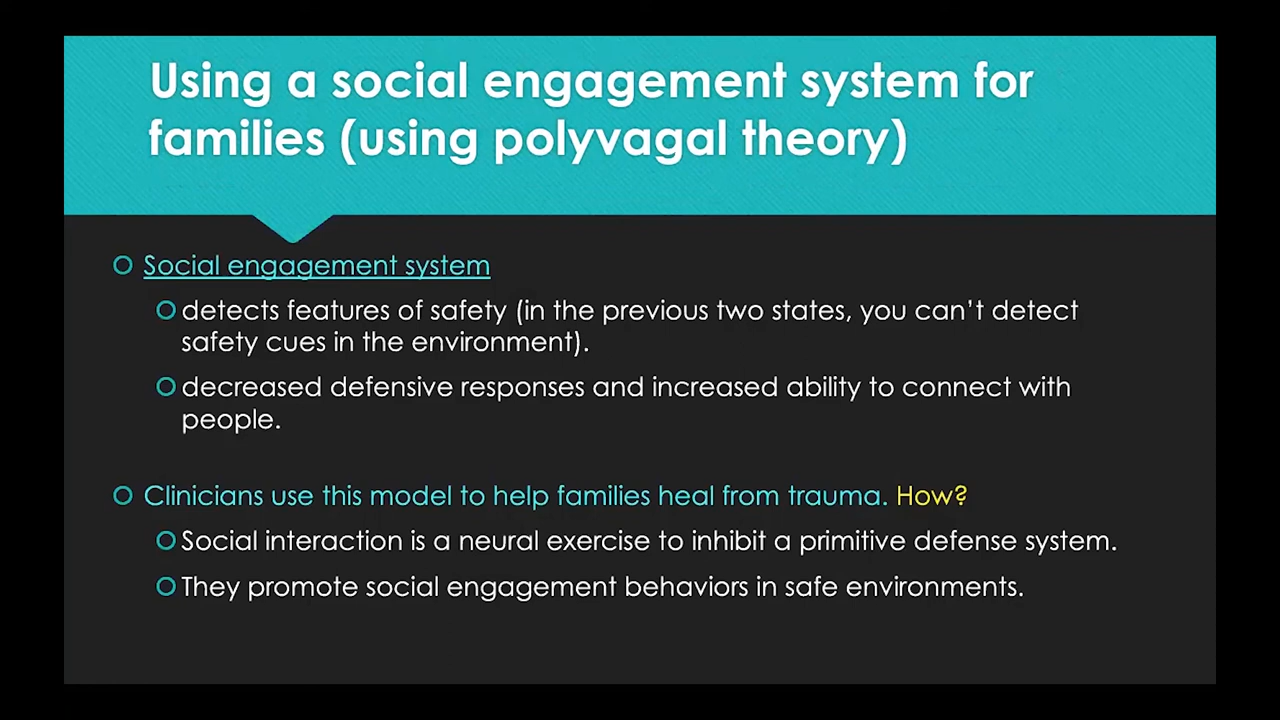 Using a social engagement system for
families (using polyvagal theory)
Social engagement system
detects features of safety (in the previous two states, you can’t detect
safety cues in the environment).
decreased defensive responses and increased ability to connect with
people.
Clinicians use this model to help families heal from trauma. How?
Social interaction is a neural exercise to inhibit a primitive defense system.
They promote social engagement behaviors in safe environments.